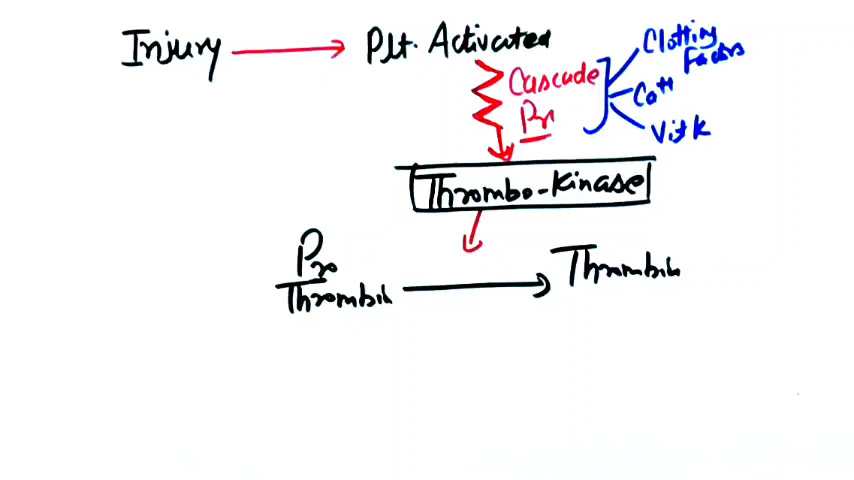 Injury → Plt. Activated
Cascade
Pr
Clotting
Factors
Ca++
Vit K
Thrombo-kinase
Pro
Thrombin → Thrombin